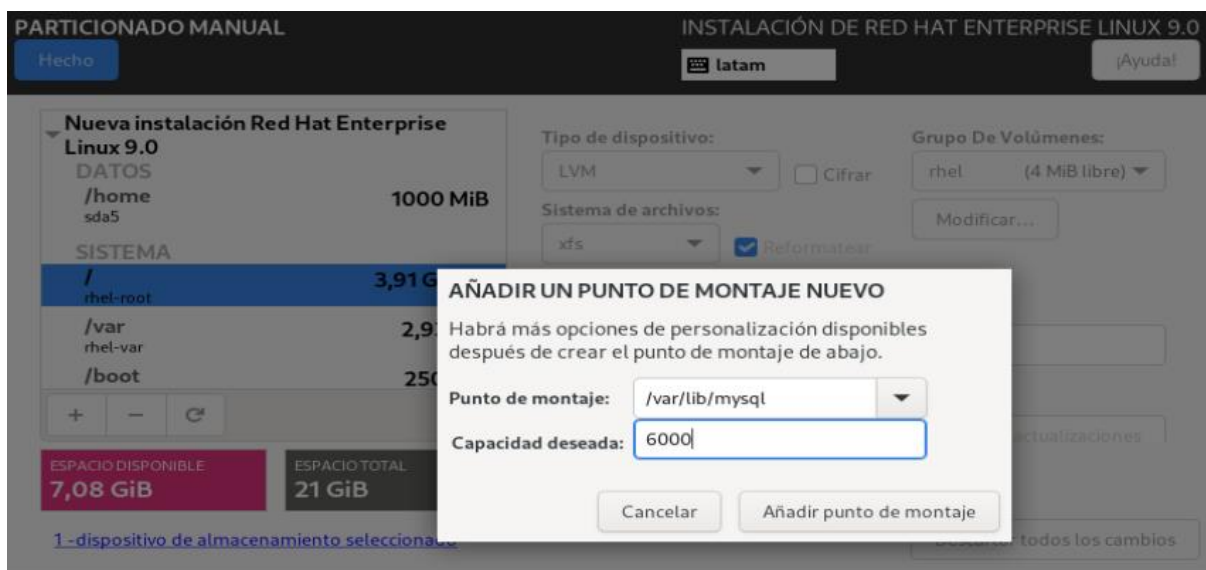 PARTICIONADO MANUAL
INSTALACIÓN DE RED HAT ENTERPRISE LINUX 9.0
Hecho
latam
¡Ayuda!
Nueva instalación Red Hat Enterprise
Linux 9.0
DATOS
/home
1000 MiB
sda5
SISTEMA
/
3,91 G
rhel-root
/var
2,9
rhel-var
/boot
250
+ −
ESPACIO DISPONIBLE
7,08 GiB
ESPACIO TOTAL
21 GiB
1 -dispositivo de almacenamiento
Tipo de dispositivo:
LVM
Cifrar
Grupo De Volúmenes:
rhel (4 MiB libre)
Modificar...
Sistema de archivos:
xfs
Reformatear
AÑADIR UN PUNTO DE MONTAJE NUEVO
Habrá más opciones de personalización disponibles
después de crear el punto de montaje de abajo.
Punto de montaje: /var/lib/mysql
Capacidad deseada: 6000
Cancelar
Añadir punto de montaje
actualizaciones
todos los cambios